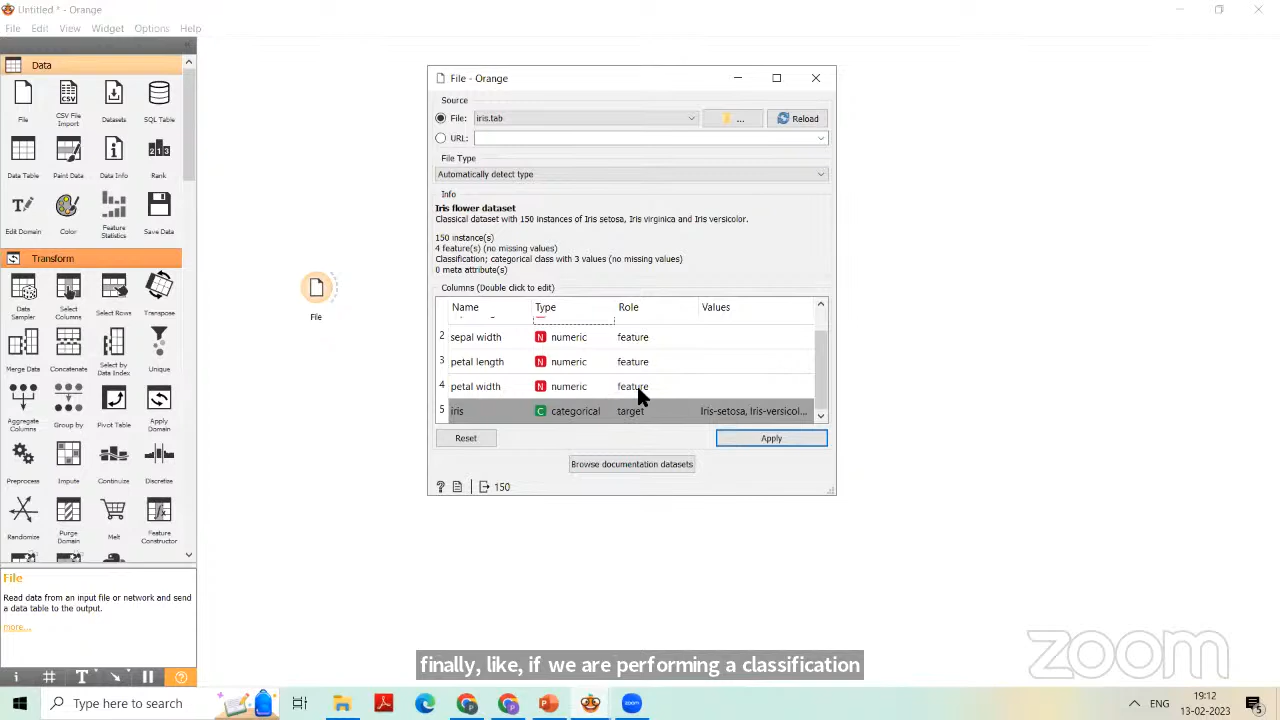 Untitled * - Orange
File Edit View Widget Options Help
Data
File
CSV File Import
Datasets
SQL Table
Data Table
Paint Data
Data Info
Rank
Edit Domain
Color
Feature Statistics
Save Data
Transform
Data Sampler
Select Columns
Select Rows
Transpose
Merge Data
Concatenate
Select by Data Index
Unique
Aggregate Columns
Group by
Pivot Table
Apply Domain
Preprocess
Impute
Continuize
Discretize
Randomize
Purge Domain
Melt
Feature Constructor
File
Read data from an input file or network and send
a data table to the output.
more...
File
File - Orange
Source
File: iris.tab ... Reload
URL:
File Type
Automatically detect type
Info
Iris flower dataset
Classical dataset with 150 instances of Iris setosa, Iris virginica and Iris versicolor.
150 instance(s)
4 feature(s) (no missing values)
Classification; categorical class with 3 values (no missing values)
0 meta attribute(s)
Columns (Double click to edit)
Name Type Role Values
2 sepal width N numeric feature
3 petal length N numeric feature
4 petal width N numeric feature
5 iris C categorical target Iris-setosa, Iris-versicol...
Reset Apply
Browse documentation datasets
? 150
zoom
finally, like, if we are performing a classification
Type here to search
zoom
ENG
19:12
13-02-2023
5